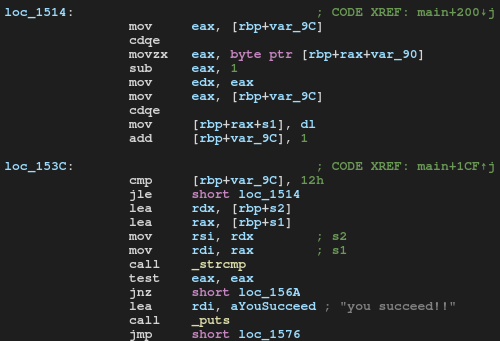 loc_1514: ; CODE XREF: main+200↓j
mov eax, [rbp+var_9C]
cdqe
movzx eax, byte ptr [rbp+rax+var_90]
sub eax, 1
mov edx, eax
mov eax, [rbp+var_9C]
cdqe
mov [rbp+rax+s1], dl
add [rbp+var_9C], 1
loc_153C: ; CODE XREF: main+1CF↑j
cmp [rbp+var_9C], 12h
jle short loc_1514
lea rdx, [rbp+s2]
lea rax, [rbp+s1]
mov rsi, rdx ; s2
mov rdi, rax ; s1
call _strcmp
test eax, eax
jnz short loc_156A
lea rdi, aYouSucceed ; "you succeed!!"
call _puts
jmp short loc_1576